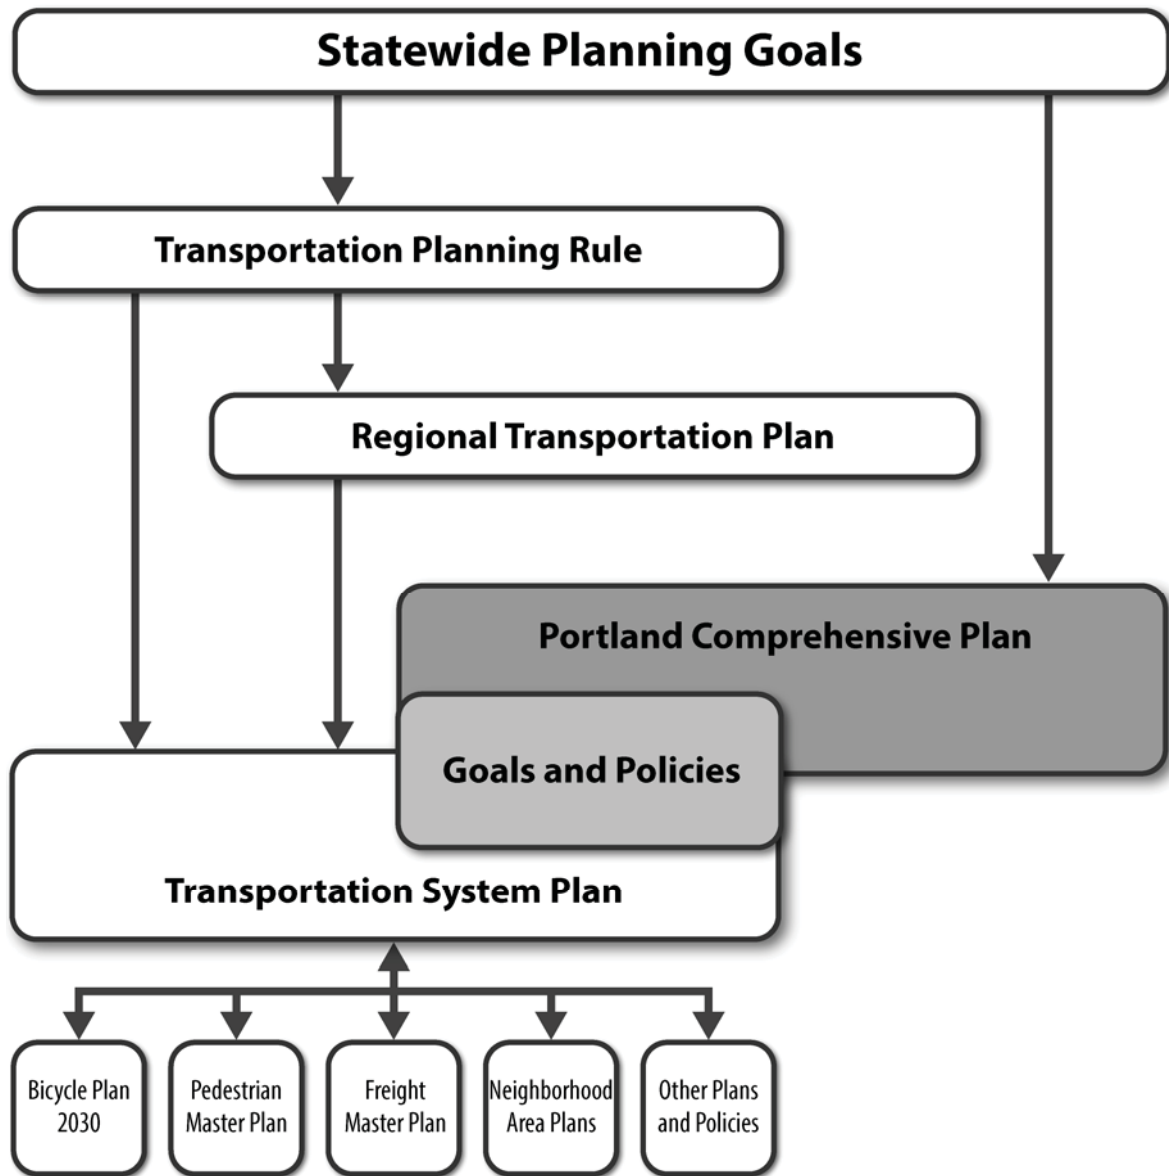 Statewide Planning Goals
Transportation Planning Rule
Regional Transportation Plan
Portland Comprehensive Plan
Goals and Policies
Transportation System Plan
Bicycle Plan
2030
Pedestrian
Master Plan
Freight
Master Plan
Neighborhood
Area Plans
Other Plans
and Policies